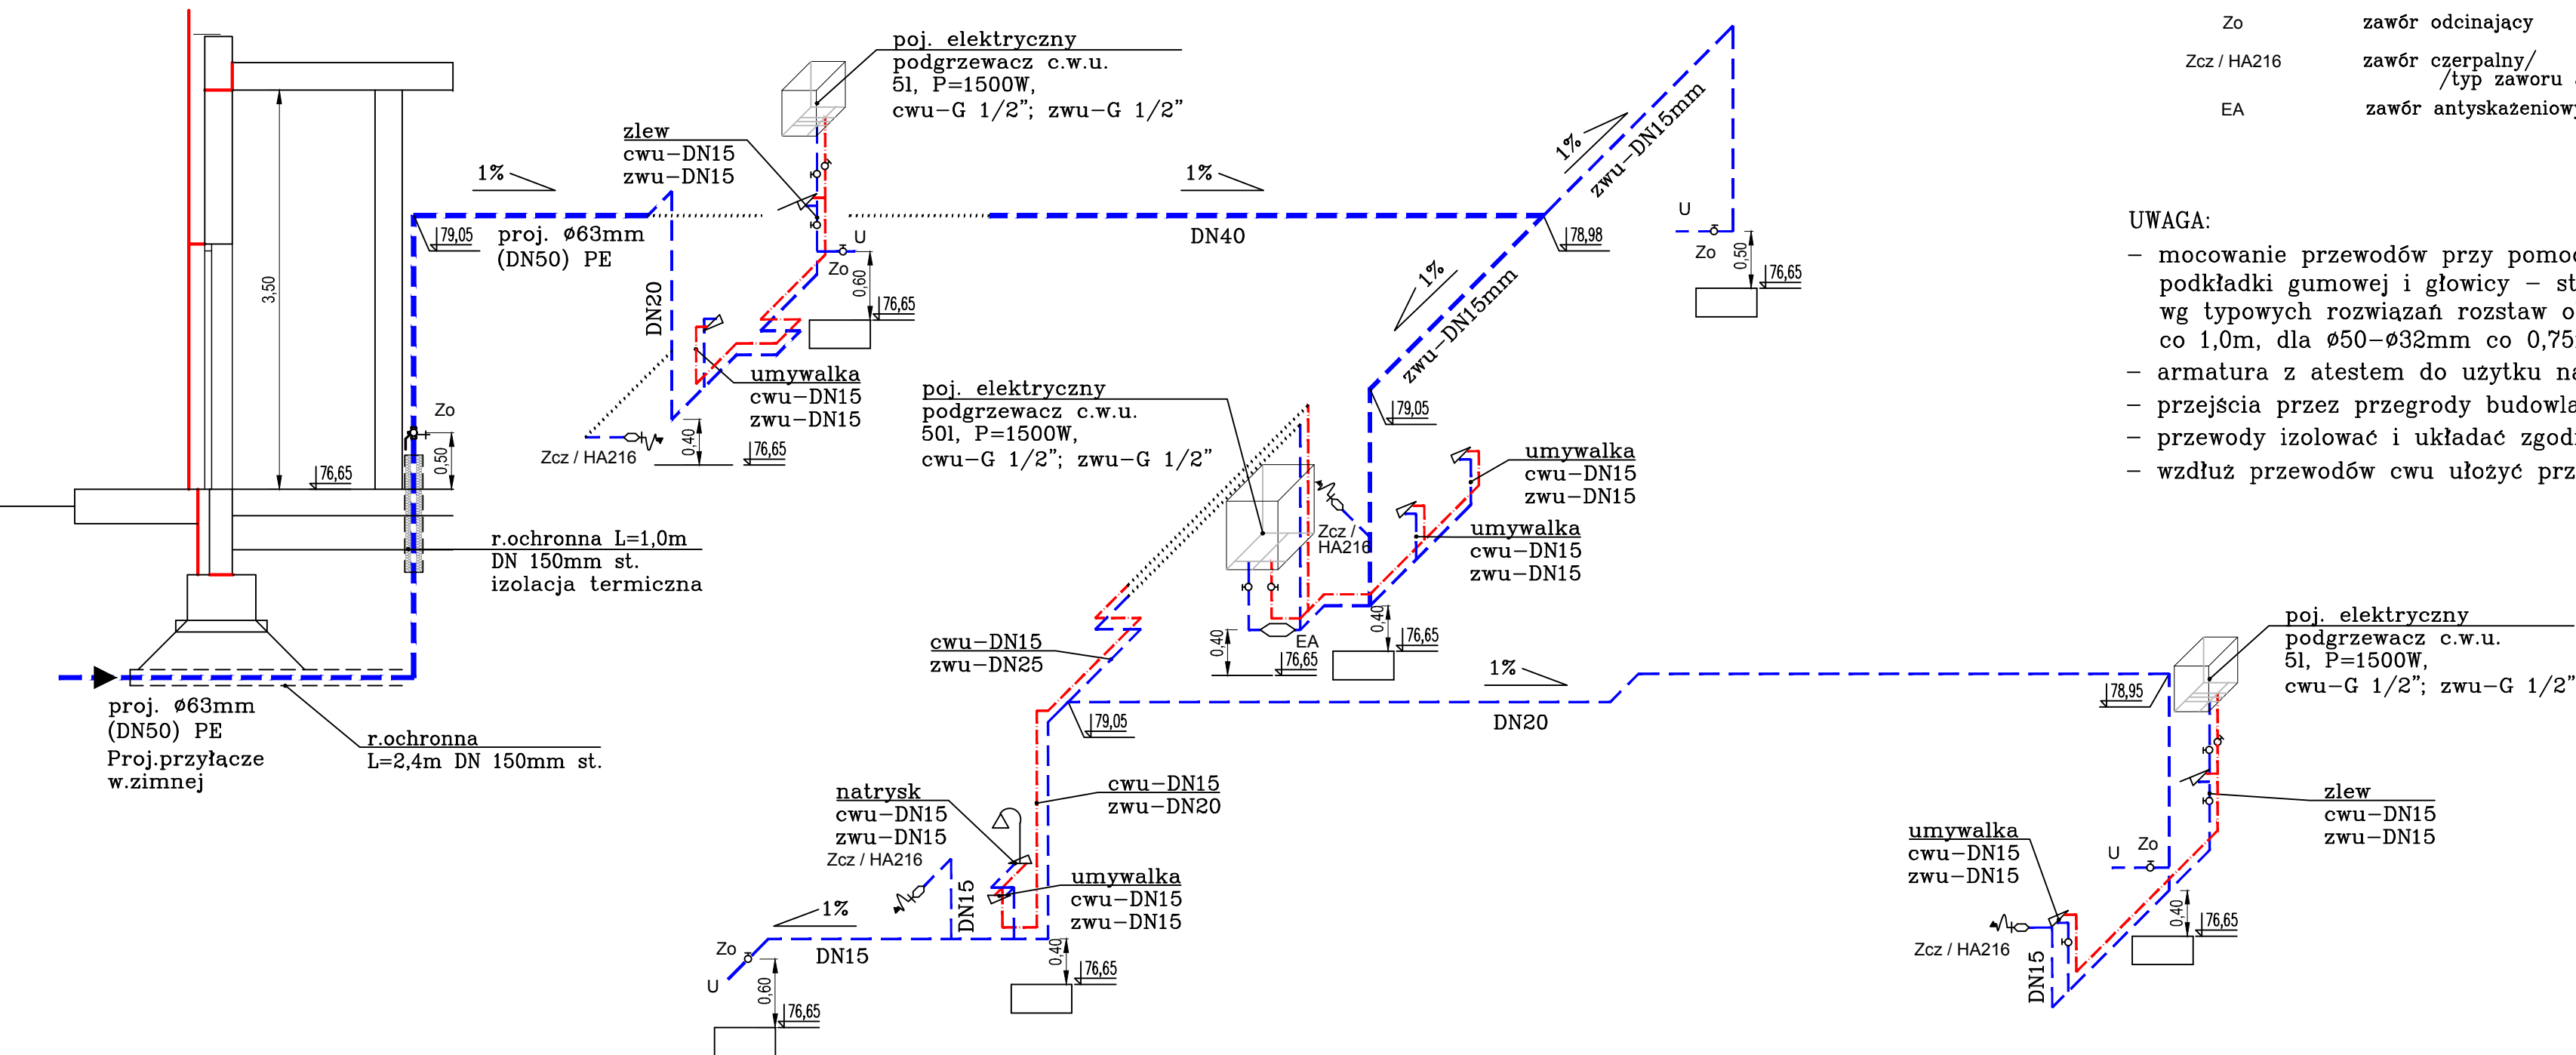 poj. elektryczny
podgrzewacz c.w.u.
5l, P=1500W,
cwu-G 1/2"; zwu-G 1/2"
zlew
cwu-DN15
zwu-DN15
1%
79,05
proj. ø63mm
(DN50) PE
3,50
DN20
U
Zo
0,60
76,65
umywalka
cwu-DN15
zwu-DN15
Zcz / HA216
0,40
76,65
Zo
0,50
76,65
r.ochronna L=1,0m
DN 150mm st.
izolacja termiczna
proj. ø63mm
(DN50) PE
Proj.przyłącze
w.zimnej
r.ochronna
L=2,4m DN 150mm st.
1%
DN40
1%
zwu-DN15mm
78,98
U
Zo
0,50
76,65
1%
zwu-DN15mm
79,05
poj. elektryczny
podgrzewacz c.w.u.
50l, P=1500W,
cwu-G 1/2"; zwu-G 1/2"
Zcz /
HA216
umywalka
cwu-DN15
zwu-DN15
umywalka
cwu-DN15
zwu-DN15
EA
0,40
76,65
0,40
76,65
cwu-DN15
zwu-DN25
1%
79,05
DN20
cwu-DN15
zwu-DN20
natrysk
cwu-DN15
zwu-DN15
Zcz / HA216
DN15
umywalka
cwu-DN15
zwu-DN15
1%
Zo
DN15
U
0,60
76,65
0,40
76,65
poj. elektryczny
podgrzewacz c.w.u.
5l, P=1500W,
cwu-G 1/2"; zwu-G 1/2"
78,95
zlew
cwu-DN15
zwu-DN15
umywalka
cwu-DN15
zwu-DN15
U
Zo
0,40
76,65
Zcz / HA216
DN15
Zo zawór odcinający
Zcz / HA216 zawór czerpalny/
/typ zaworu
EA zawór antyskażeniowy
UWAGA:
- mocowanie przewodów przy pomoc
podkładki gumowej i głowicy - st
wg typowych rozwiązań rozstaw o
co 1,0m, dla ø50-ø32mm co 0,75
- armatura z atestem do użytku na
- przejścia przez przegrody budowla
- przewody izolować i układać zgod
- wzdłuż przewodów cwu ułożyć prz